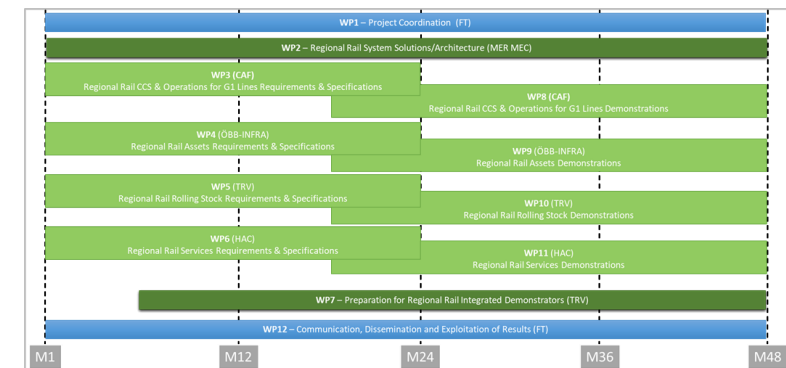 WP1 – Project Coordination (FT)
WP2 – Regional Rail System Solutions/Architecture (MER MEC)
WP3 (CAF)
Regional Rail CCS & Operations for G1 Lines Requirements & Specifications
WP8 (CAF)
Regional Rail CCS & Operations for G1 Lines Demonstrations
WP4 (ÖBB-INFRA)
Regional Rail Assets Requirements & Specifications
WP9 (ÖBB-INFRA)
Regional Rail Assets Demonstrations
WP5 (TRV)
Regional Rail Rolling Stock Requirements & Specifications
WP10 (TRV)
Regional Rail Rolling Stock Demonstrations
WP6 (HAC)
Regional Rail Services Requirements & Specifications
WP11 (HAC)
Regional Rail Services Demonstrations
WP7 – Preparation for Regional Rail Integrated Demonstrators (TRV)
WP12 – Communication, Dissemination and Exploitation of Results (FT)
M1 M12 M24 M36 M48